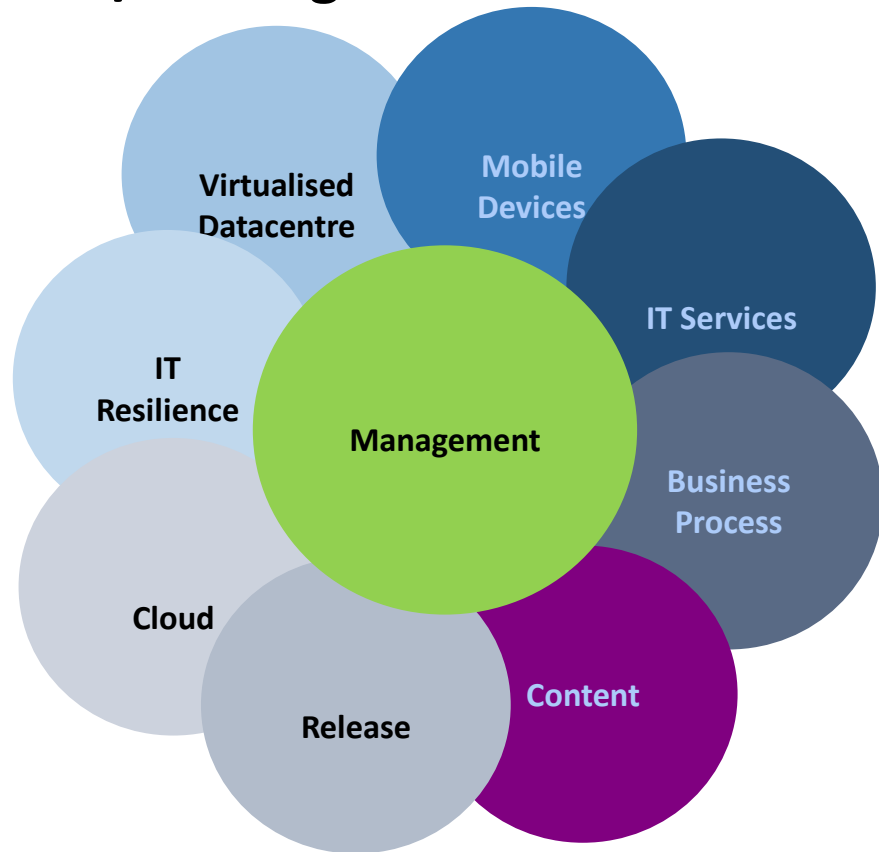 Virtualised
Datacentre
Mobile
Devices
IT Services
IT
Resilience
Management
Business
Process
Cloud
Content
Release